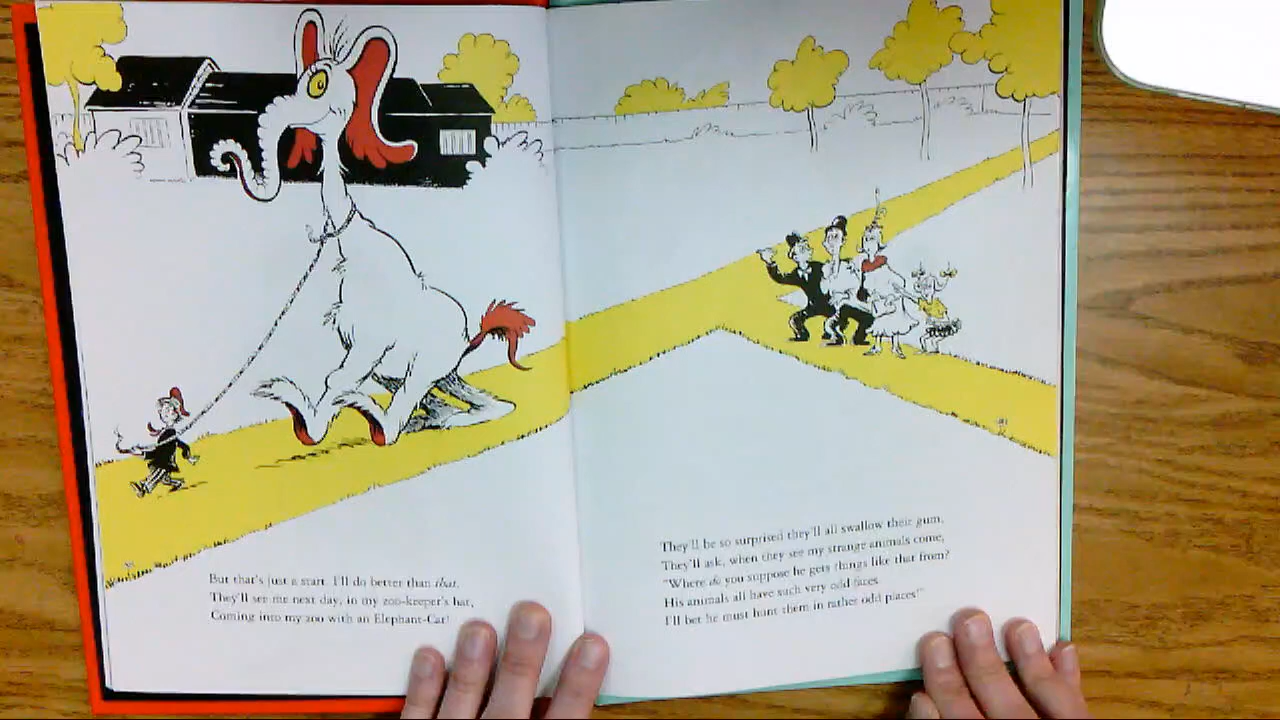 But that's just a start. I'll do better than that.
They'll see me next day, in my zoo-keeper's hat,
Coming into my zoo with an Elephant-Cat!
They'll be so surprised they'll all swallow their gum.
They'll ask, when they see my strange animals come,
"Where do you suppose he gets things like that from?
His animals all have such very odd faces.
I'll bet he must hunt them in rather odd places!"